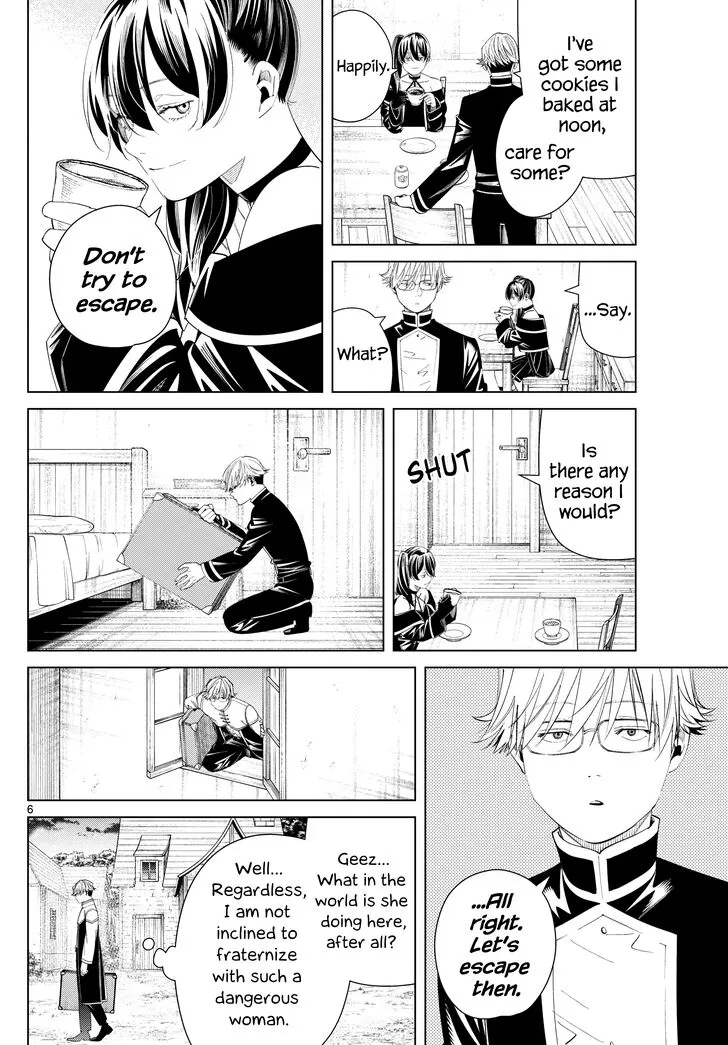 I've
got some
cookies I
baked at
noon,
care for
some?
Happily.
...Say.
What?
Don't
try to
escape.
Is
there any
reason I
would?
SHUT
...All
right.
Let's
escape
then.
Geez...
What in the
world is she
doing here,
after all?
Well...
Regardless,
I am not
inclined to
fraternize
with such a
dangerous
woman.
6